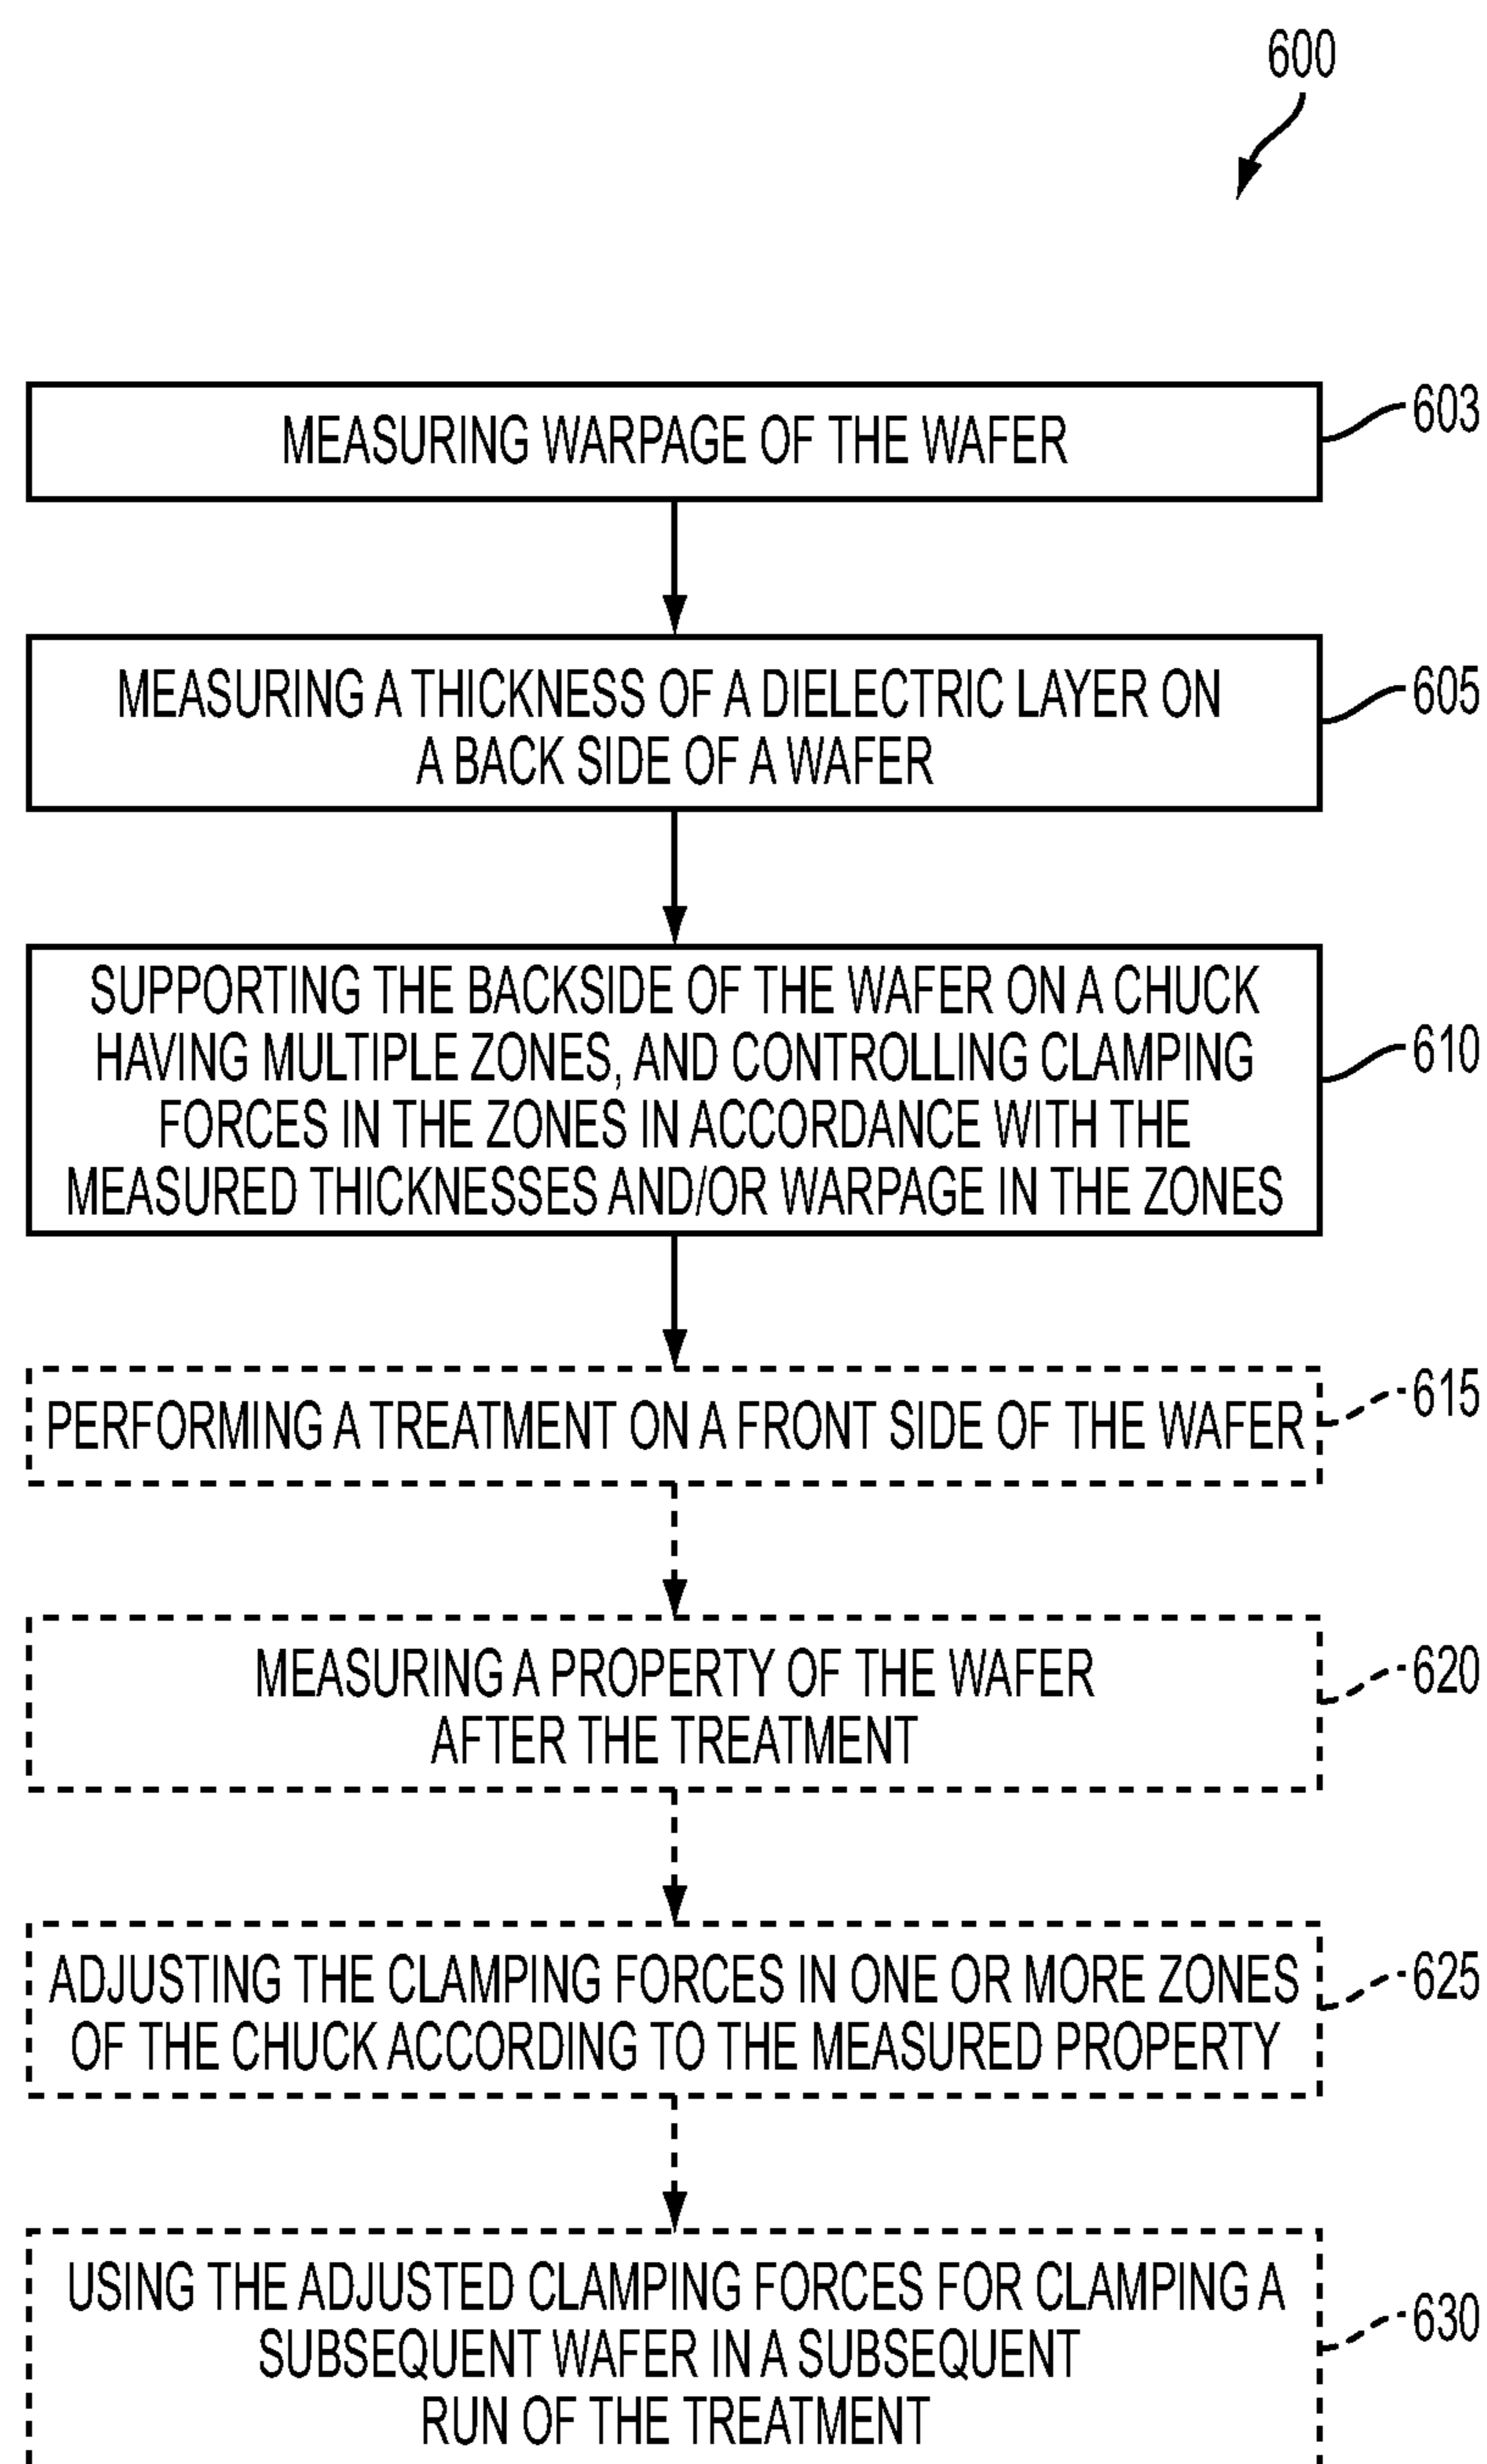 600
MEASURING WARPAGE OF THE WAFER
603
MEASURING A THICKNESS OF A DIELECTRIC LAYER ON
A BACK SIDE OF A WAFER
605
SUPPORTING THE BACKSIDE OF THE WAFER ON A CHUCK
HAVING MULTIPLE ZONES, AND CONTROLLING CLAMPING
FORCES IN THE ZONES IN ACCORDANCE WITH THE
MEASURED THICKNESSES AND/OR WARPAGE IN THE ZONES
610
PERFORMING A TREATMENT ON A FRONT SIDE OF THE WAFER
615
MEASURING A PROPERTY OF THE WAFER
AFTER THE TREATMENT
620
ADJUSTING THE CLAMPING FORCES IN ONE OR MORE ZONES
OF THE CHUCK ACCORDING TO THE MEASURED PROPERTY
625
USING THE ADJUSTED CLAMPING FORCES FOR CLAMPING A
SUBSEQUENT WAFER IN A SUBSEQUENT
RUN OF THE TREATMENT
630